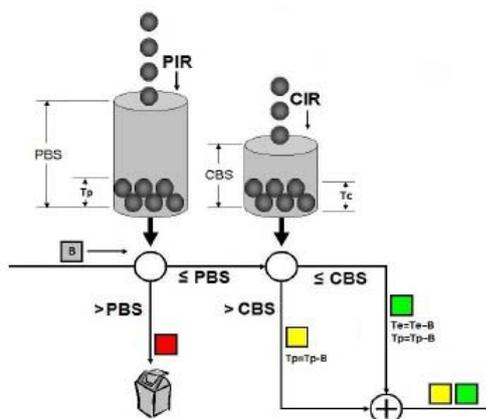 PIR
CIR
PBS
CBS
Tp
Tc
B
≤ PBS
≤ CBS
>PBS
> CBS
Te=Te-B
Tp=Tp-B
Tp=Tp-B